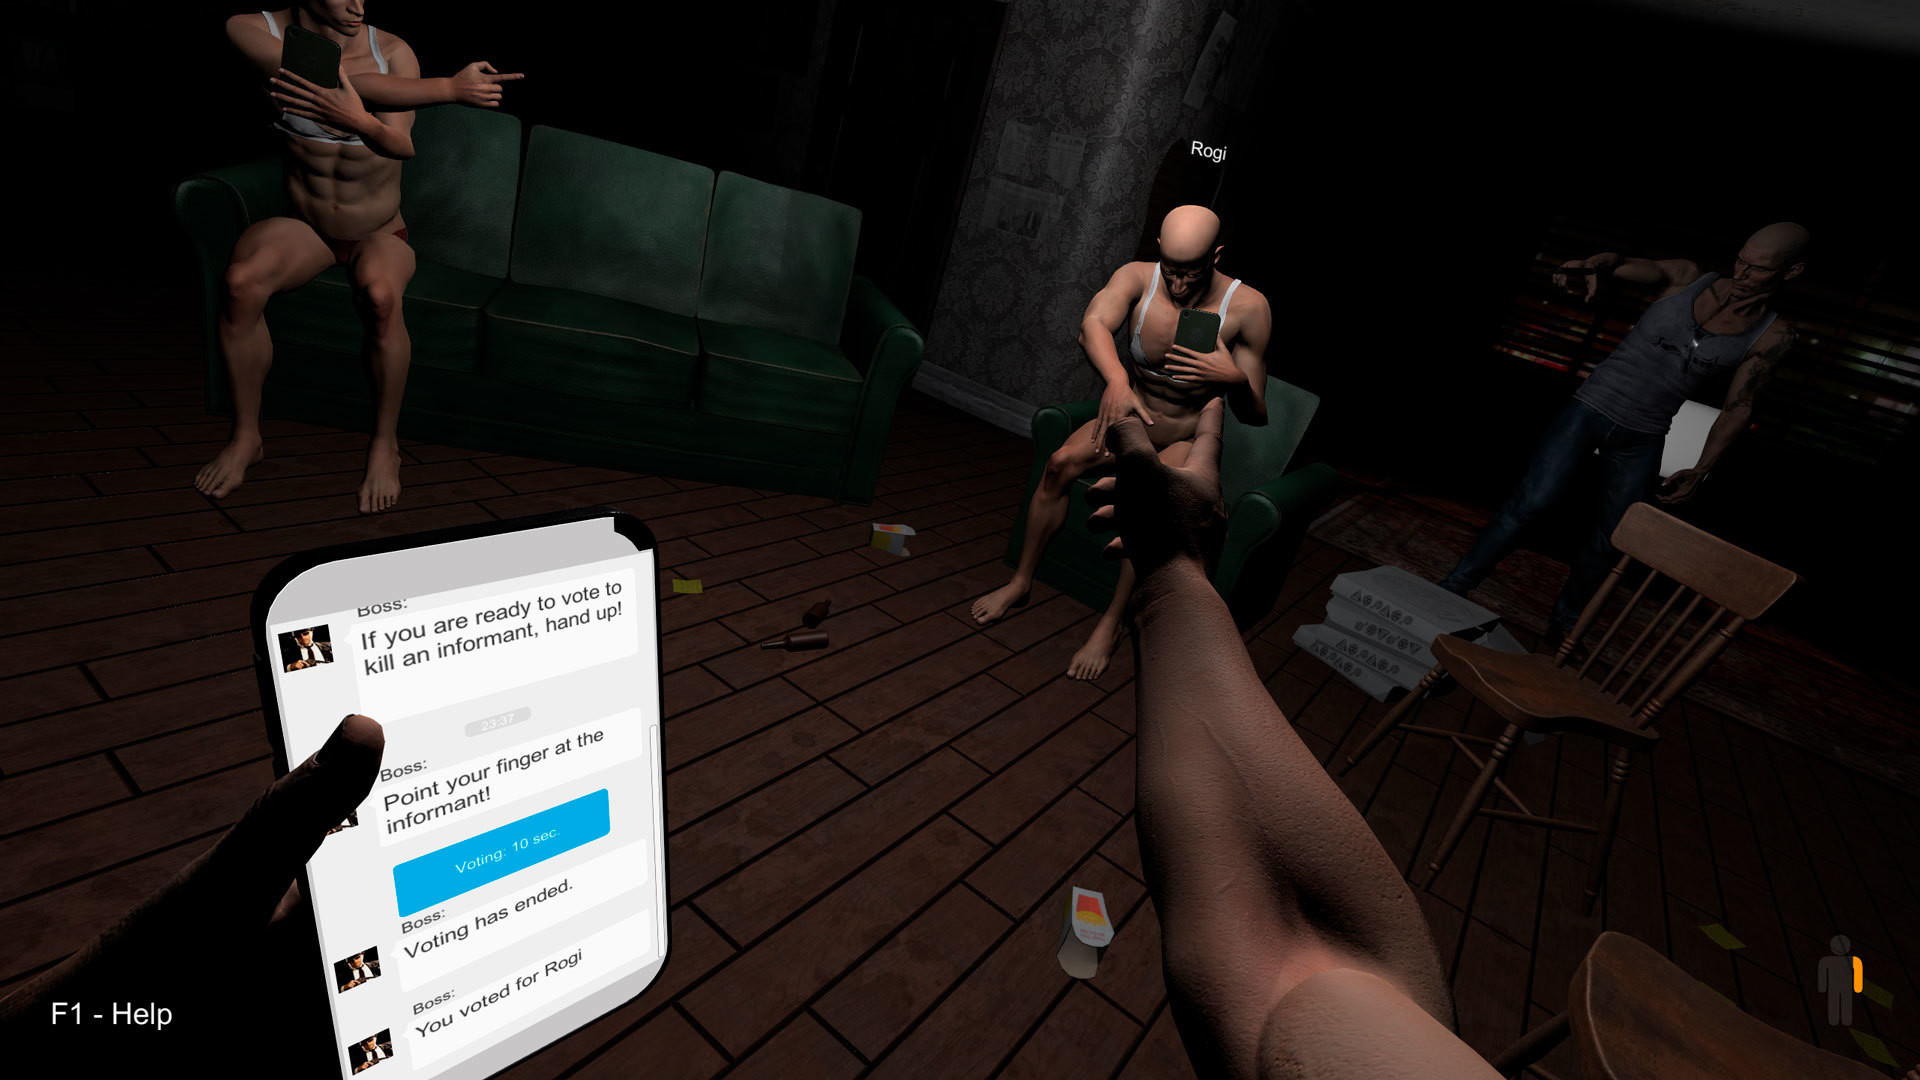 Rogi
Boss:
If you are ready to vote to
kill an informant, hand up!
23:37
Boss:
Point your finger at the
informant!
Voting: 10 sec.
Boss:
Voting has ended.
Boss:
You voted for Rogi
F1 - Help